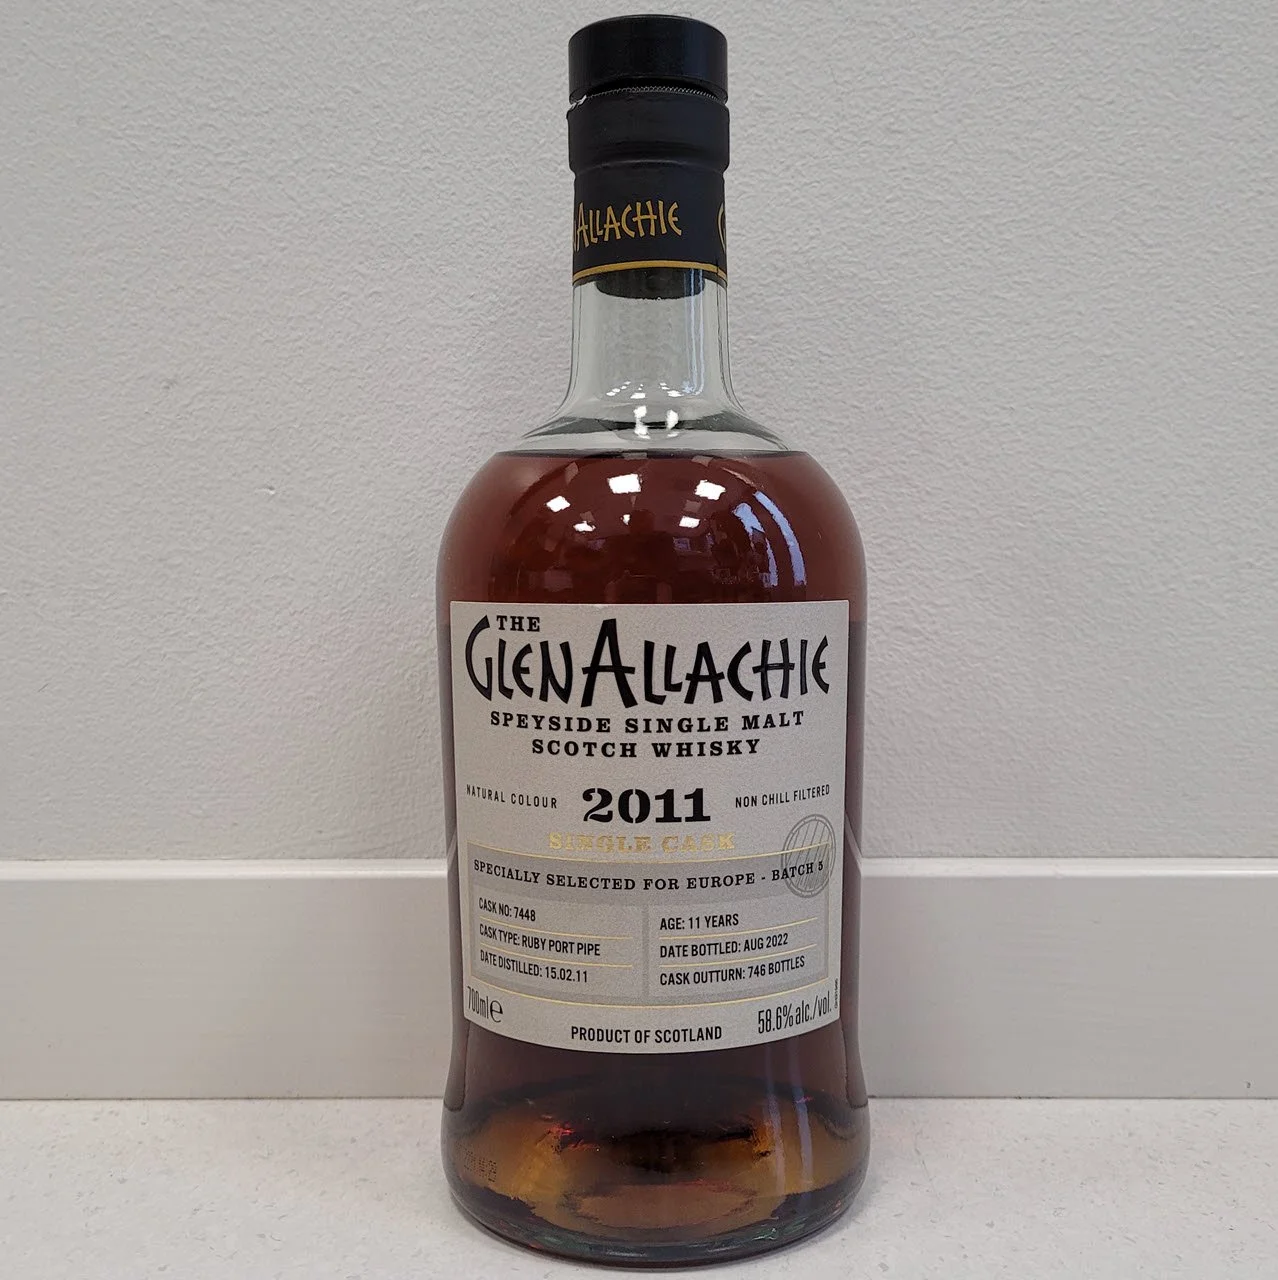 ALLACHIE
THE
GLENALLACHIE
SPEYSIDE SINGLE MALT
SCOTCH WHISKY
NATURAL COLOUR 2011 NON CHILL FILTERED
SINGLE CASK
SPECIALLY SELECTED FOR EUROPE - BATCH 5
CASK NO: 7448
CASK TYPE: RUBY PORT PIPE
DATE DISTILLED: 15.02.11
AGE: 11 YEARS
DATE BOTTLED: AUG 2022
CASK OUTTURN: 746 BOTTLES
700ml e
PRODUCT OF SCOTLAND
58.6% alc./vol.